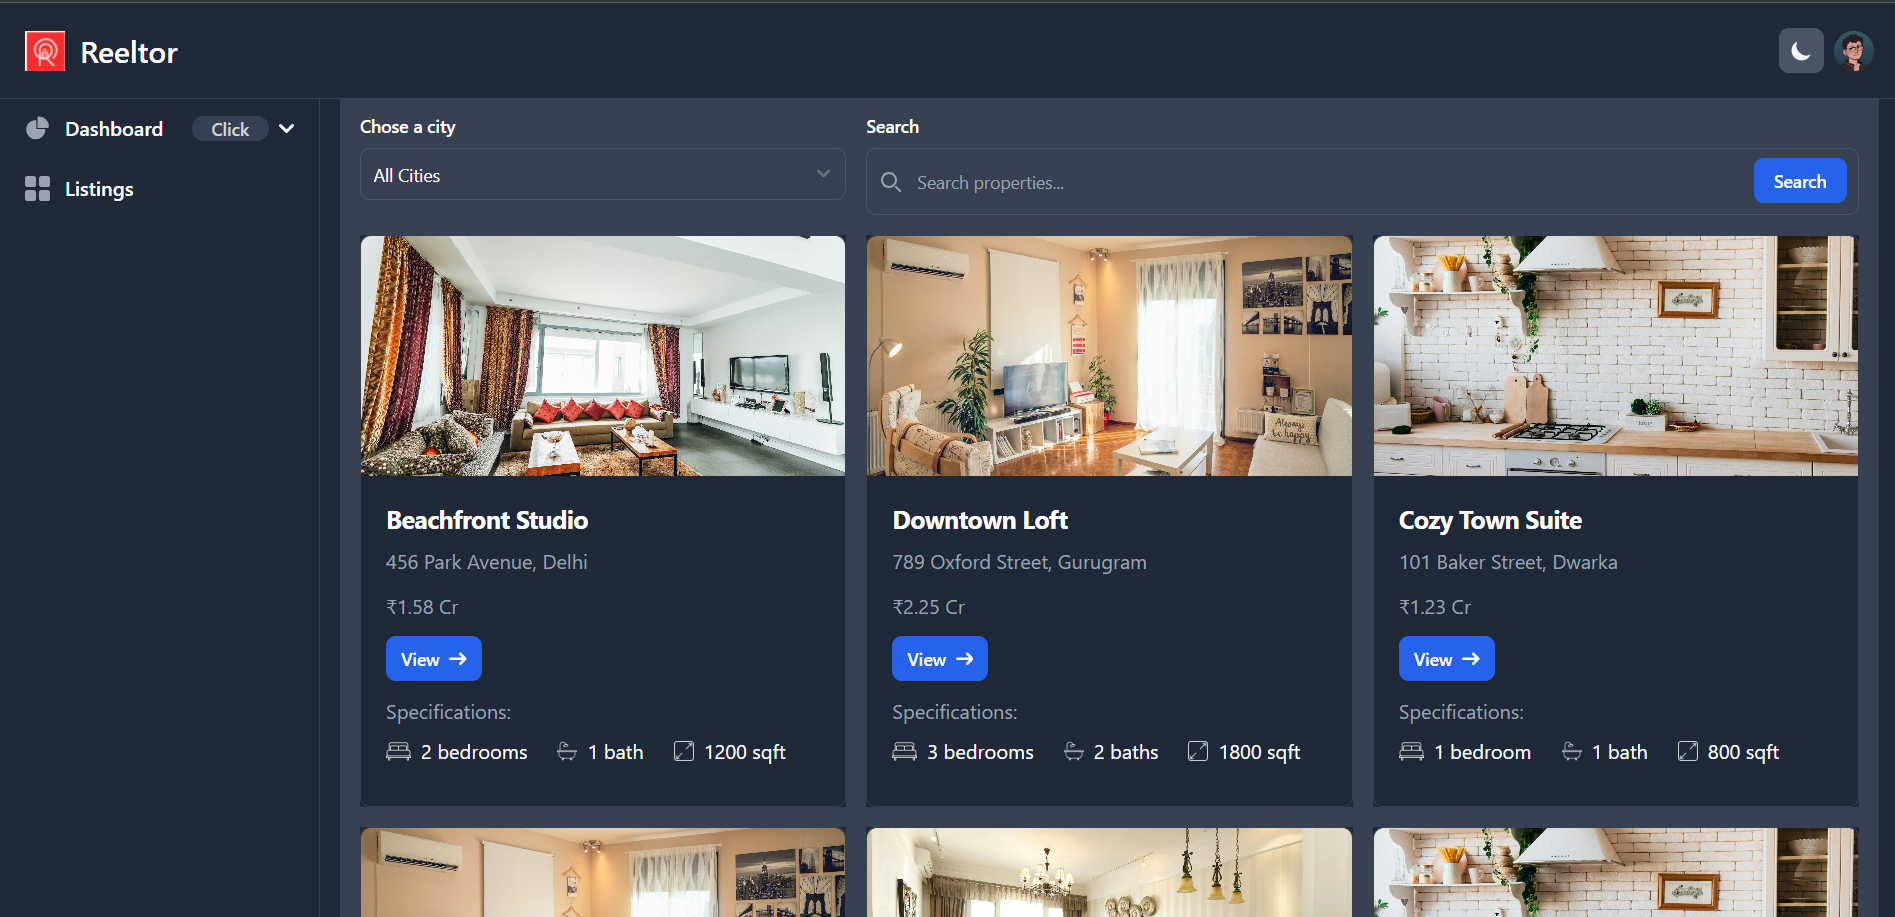 Reeltor
Dashboard Click
Listings
Chose a city
All Cities
Search
Search properties...
Search
Beachfront Studio
456 Park Avenue, Delhi
₹1.58 Cr
View
Specifications:
2 bedrooms 1 bath 1200 sqft
Always
be happy
Downtown Loft
789 Oxford Street, Gurugram
₹2.25 Cr
View
Specifications:
3 bedrooms 2 baths 1800 sqft
Cozy Town Suite
101 Baker Street, Dwarka
₹1.23 Cr
View
Specifications:
1 bedroom 1 bath 800 sqft